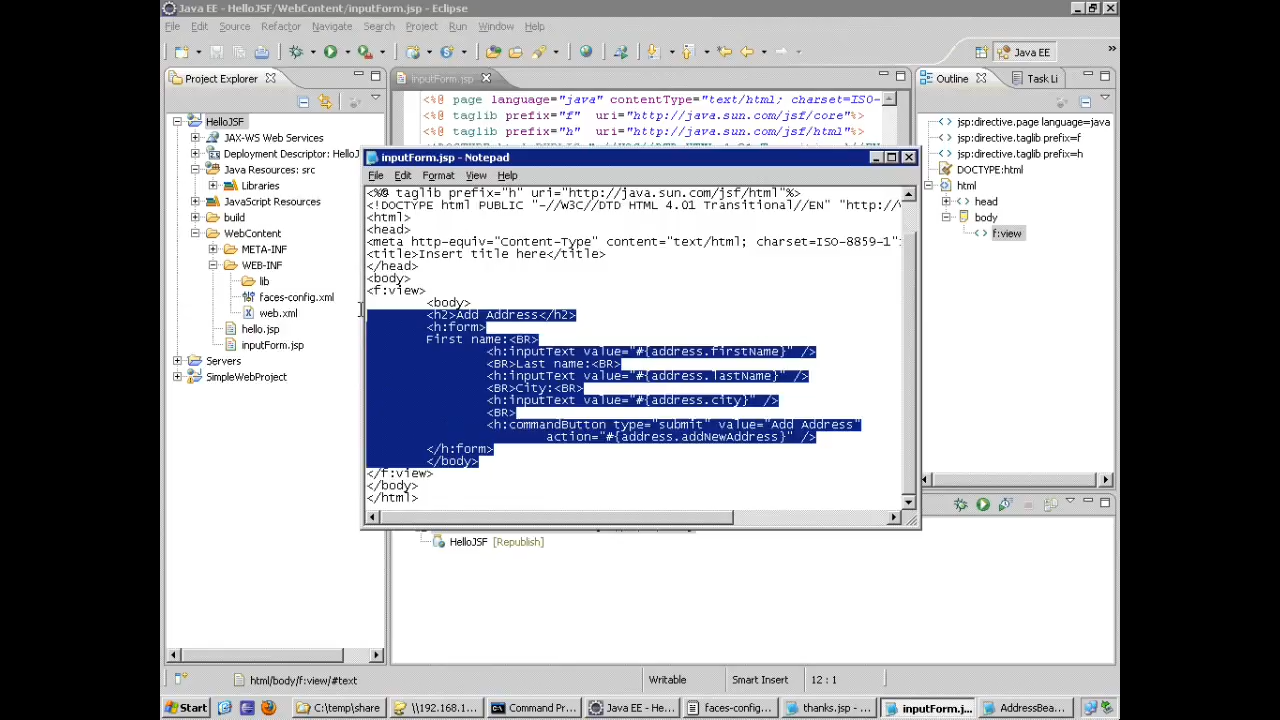 Java EE - HelloJSF/WebContent/inputForm.jsp - Eclipse
File Edit Source Refactor Navigate Search Project Run Window Help
Java EE »
Project Explorer
inputForm.jsp
Outline Task Li
HelloJSF
JAX-WS Web Services
Deployment Descriptor: HelloJ
Java Resources: src
Libraries
JavaScript Resources
build
WebContent
META-INF
WEB-INF
lib
faces-config.xml
web.xml
hello.jsp
inputForm.jsp
Servers
SimpleWebProject
<%@ page language="java" contentType="text/html; charset=ISO-
<%@ taglib prefix="f" uri="http://java.sun.com/jsf/core"%>
<%@ taglib prefix="h" uri="http://java.sun.com/jsf/html"%>
jsp:directive.page language=java
jsp:directive.taglib prefix=f
jsp:directive.taglib prefix=h
DOCTYPE:html
html
head
body
f:view
inputForm.jsp - Notepad
File Edit Format View Help
<%@ taglib prefix="h" uri="http://java.sun.com/jsf/html"%>
<!DOCTYPE html PUBLIC "-//W3C//DTD HTML 4.01 Transitional//EN" "http://
<html>
<head>
<meta http-equiv="Content-Type" content="text/html; charset=ISO-8859-1"
<title>Insert title here</title>
</head>
<body>
<f:view>
<body>
<h2>Add Address</h2>
<h:form>
First name:<BR>
<h:inputText value="#{address.firstName}" />
<BR>Last name:<BR>
<h:inputText value="#{address.lastName}" />
<BR>City:<BR>
<h:inputText value="#{address.city}" />
<BR>
<h:commandButton type="submit" value="Add Address"
action="#{address.addNewAddress}" />
</h:form>
</body>
</f:view>
</body>
</html>
HelloJSF [Republish]
html/body/f:view/#text
Writable Smart Insert 12 : 1
Start C:\temp\share \\192.168.1... Command Pr... Java EE - He... faces-config... thanks.jsp - ... inputForm.j... AddressBea...